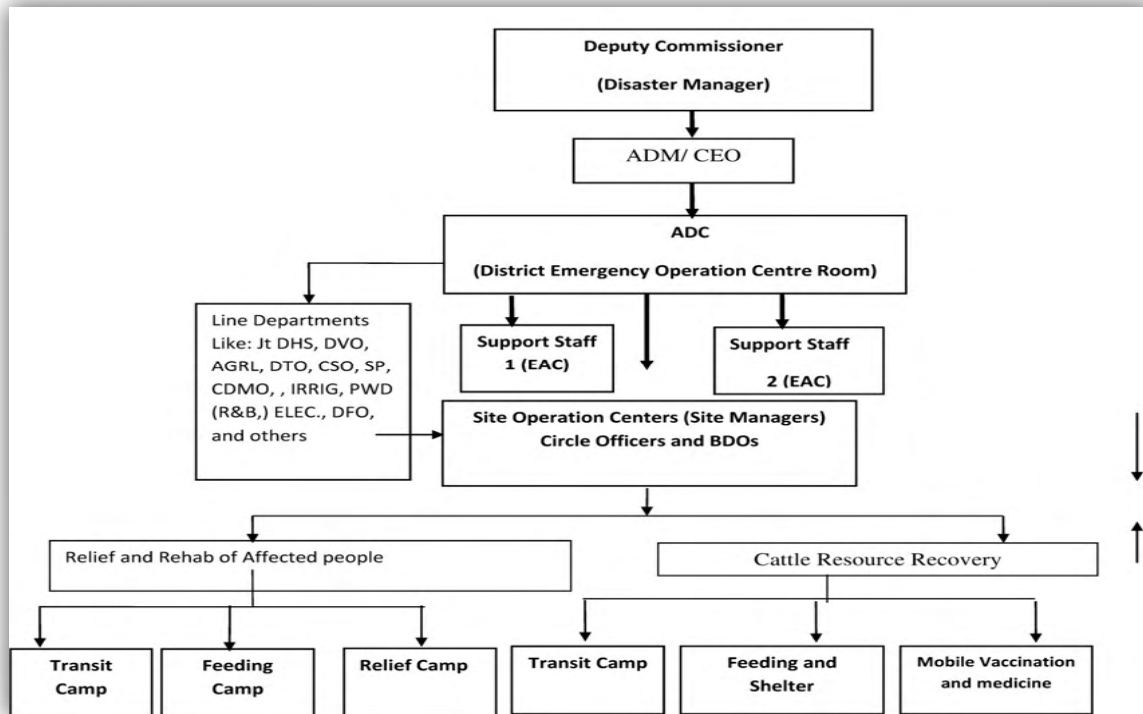 Deputy Commissioner
(Disaster Manager)
ADM/ CEO
ADC
(District Emergency Operation Centre Room)
Line Departments
Like: Jt DHS, DVO,
AGRL, DTO, CSO, SP,
CDMO, , IRRIG, PWD
(R&B,) ELEC., DFO,
and others
Support Staff
1 (EAC)
Support Staff
2 (EAC)
Site Operation Centers (Site Managers)
Circle Officers and BDOs
Relief and Rehab of Affected people
Cattle Resource Recovery
Transit
Camp
Feeding
Camp
Relief Camp
Transit Camp
Feeding and
Shelter
Mobile Vaccination
and medicine